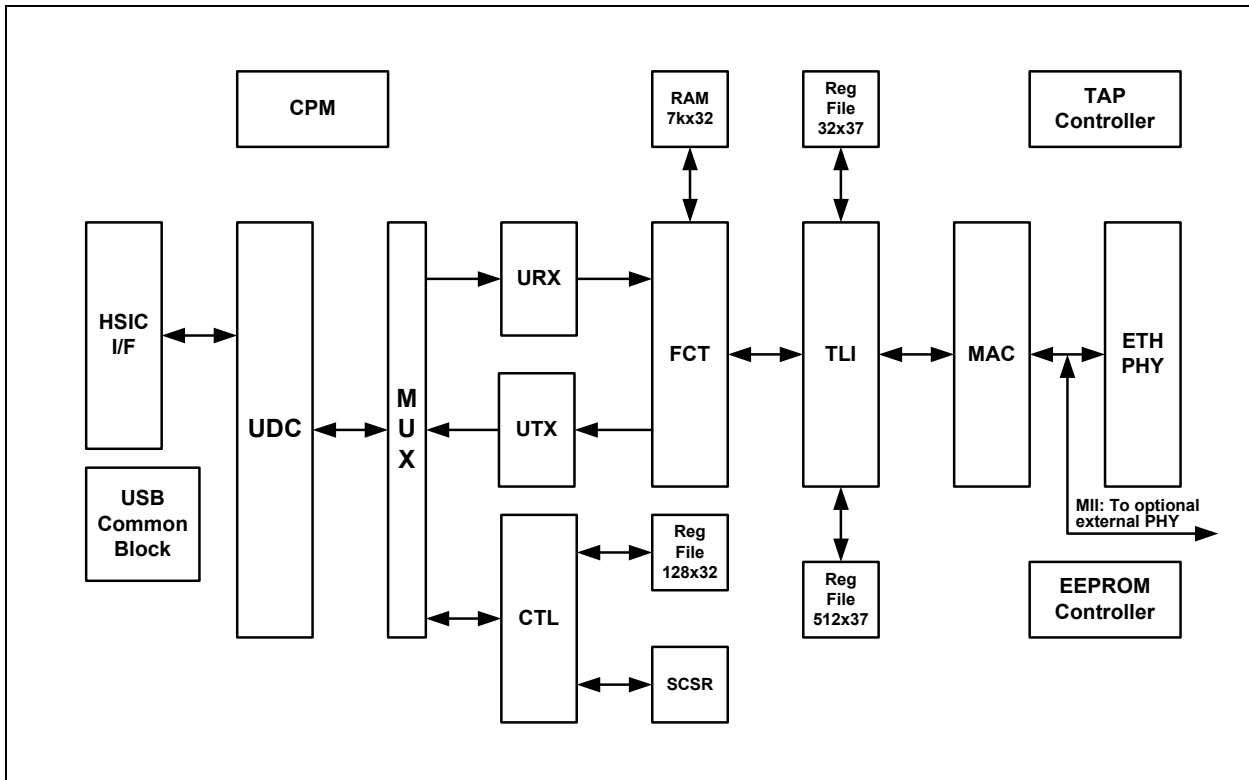 CPM
RAM
7kx32
Reg
File
32x37
TAP
Controller
HSIC
I/F
UDC
M
U
X
URX
UTX
FCT
TLI
MAC
ETH
PHY
MII: To optional
external PHY
USB
Common
Block
CTL
Reg
File
128x32
SCSR
Reg
File
512x37
EEPROM
Controller